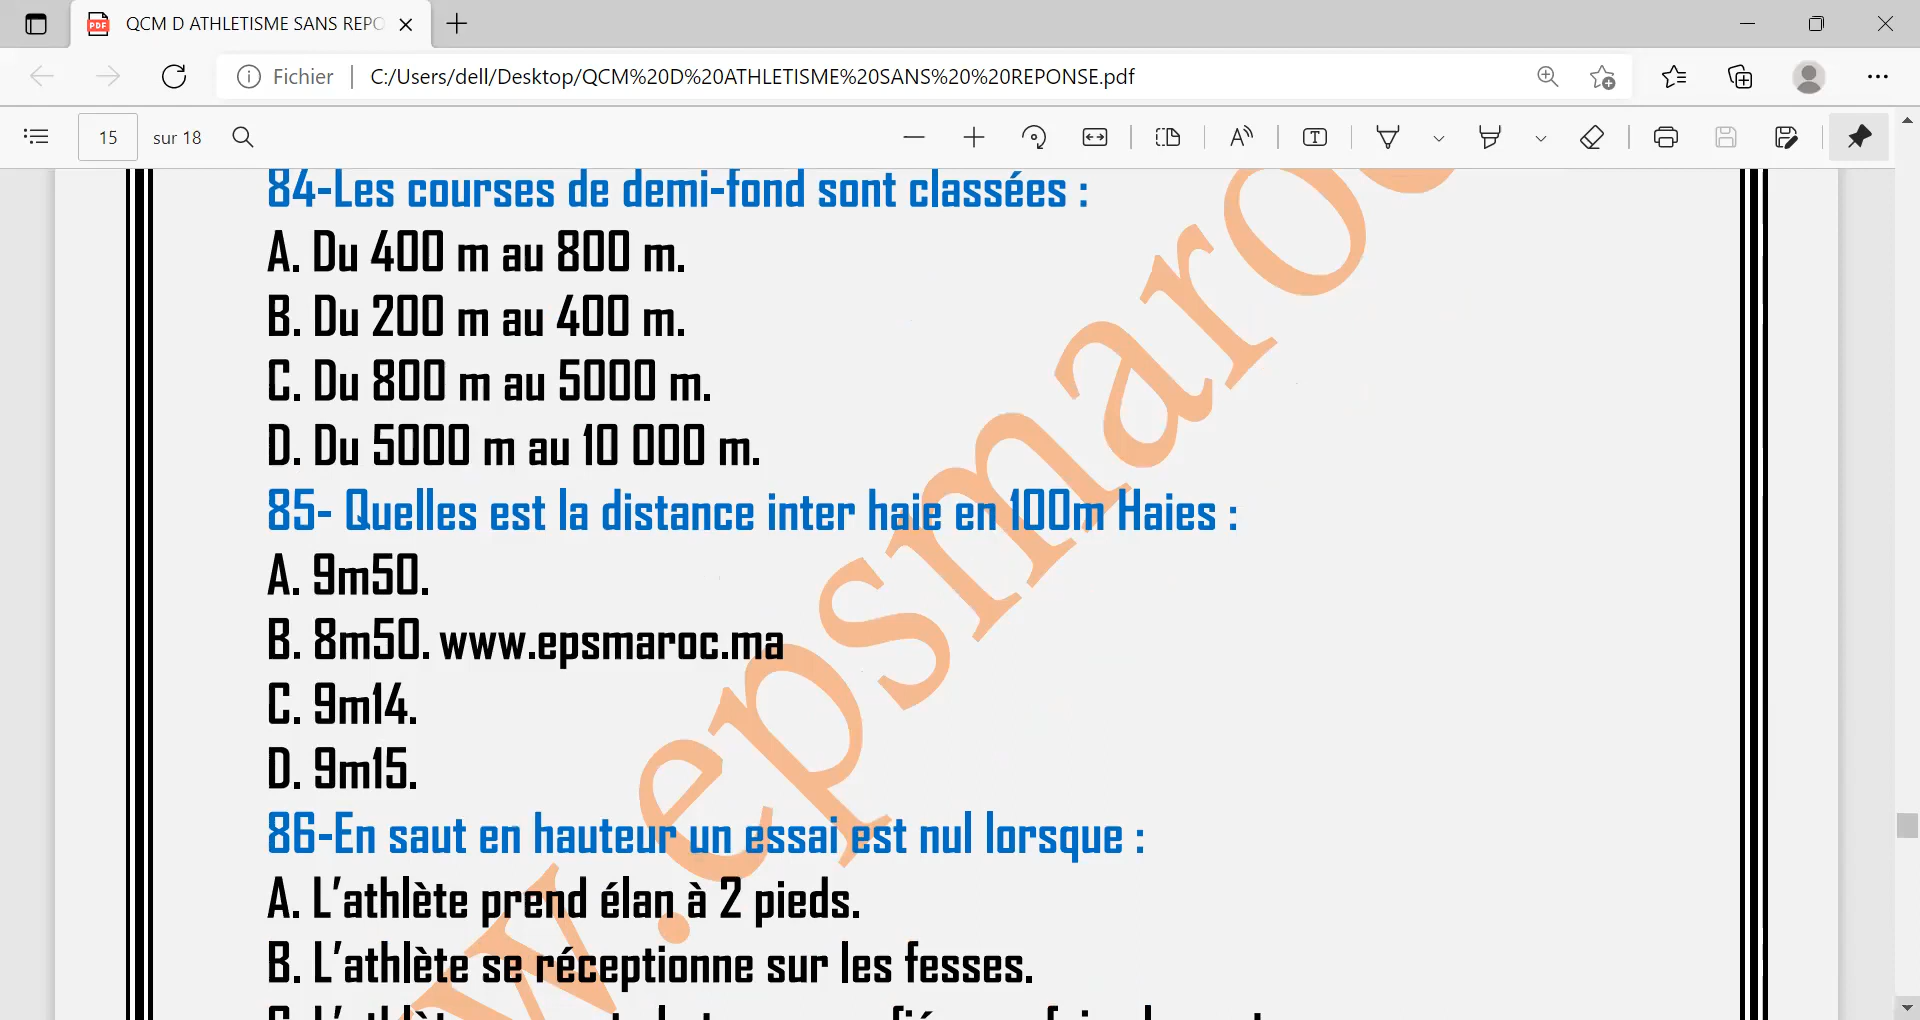 QCM D ATHLETISME SANS REPO
Fichier
C:/Users/dell/Desktop/QCM%20D%20ATHLETISME%20SANS%20%20REPONSE.pdf
15 sur 18
84-Les courses de demi-fond sont classées :
A. Du 400 m au 800 m.
B. Du 200 m au 400 m.
C. Du 800 m au 5000 m.
D. Du 5000 m au 10 000 m.
85- Quelles est la distance inter haie en 100m Haies :
A. 9m50.
B. 8m50. www.epsmaroc.ma
C. 9m14.
D. 9m15.
86-En saut en hauteur un essai est nul lorsque :
A. L'athlète prend élan à 2 pieds.
B. L'athlète se réceptionne sur les fesses.
w.epsmaroc